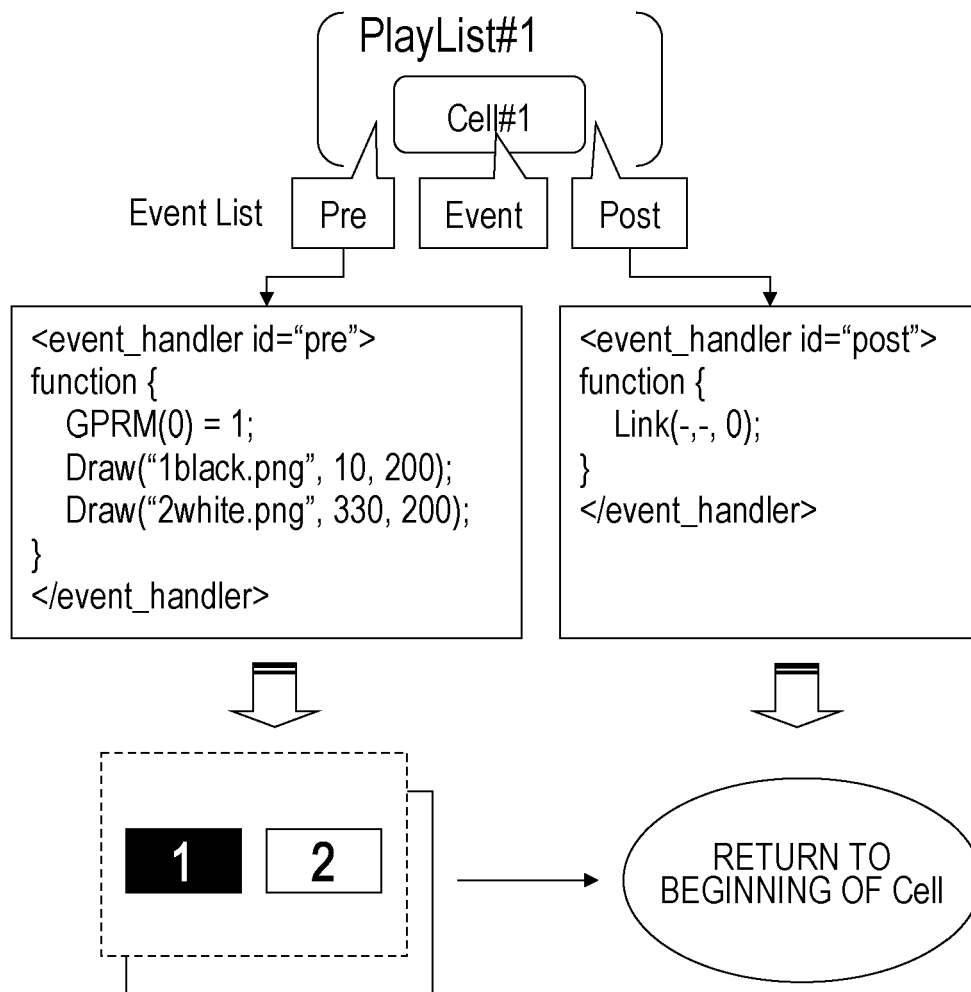 PlayList#1
Cell#1
Event List
Pre
Event
Post
<event_handler id=“pre”>
function {
GPRM(0) = 1;
Draw(“1black.png”, 10, 200);
Draw(“2white.png”, 330, 200);
}
</event_handler>
<event_handler id=“post”>
function {
Link(-,-, 0);
}
</event_handler>
1
2
RETURN TO
BEGINNING OF Cell